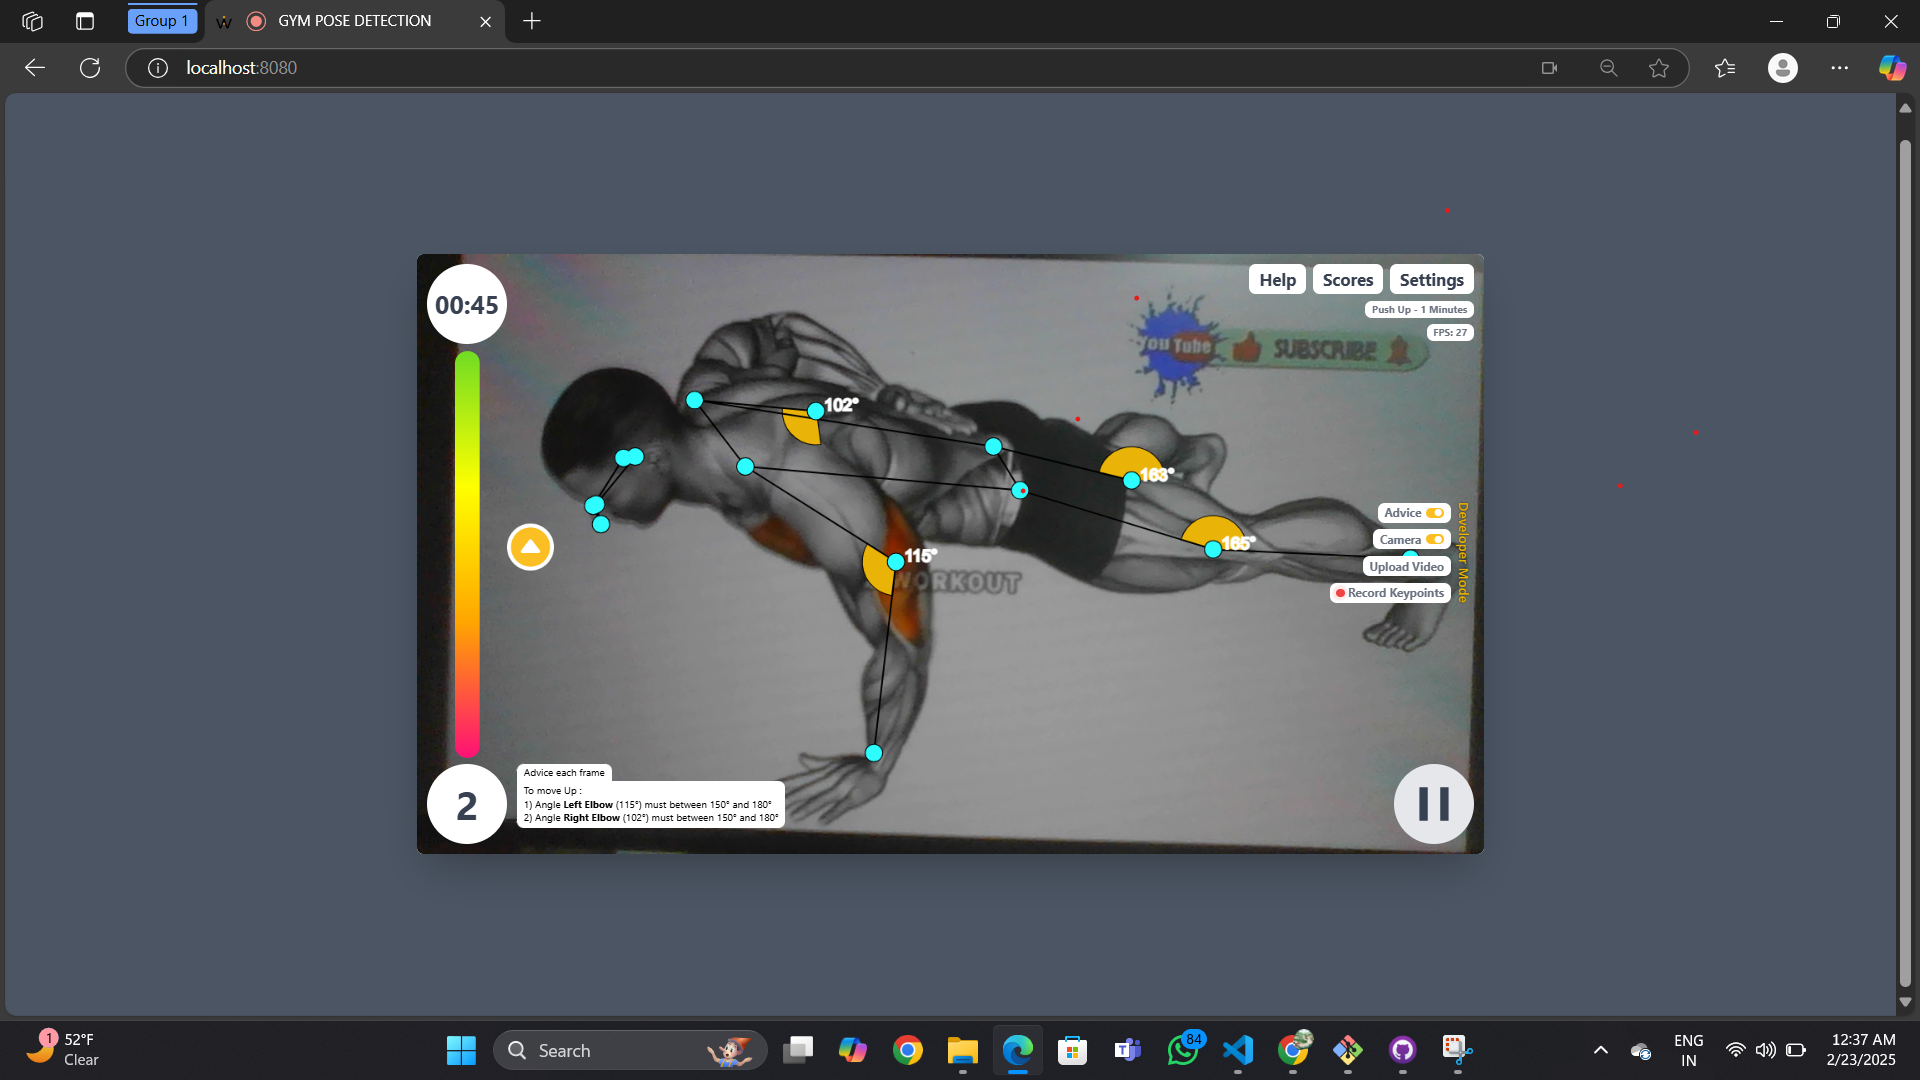 Group 1
GYM POSE DETECTION
localhost:8080
00:45
Help
Scores
Settings
Push Up - 1 Minutes
FPS: 27
You Tube
SUBSCRIBE
102°
163°
165°
115°
WORKOUT
Advice
Camera
Upload Video
Record Keypoints
Developer Mode
2
Advice each frame
To move Up :
1) Angle Left Elbow (115°) must between 150° and 180°
2) Angle Right Elbow (102°) must between 150° and 180°
1
52°F
Clear
Search
84
ENG
IN
12:37 AM
2/23/2025